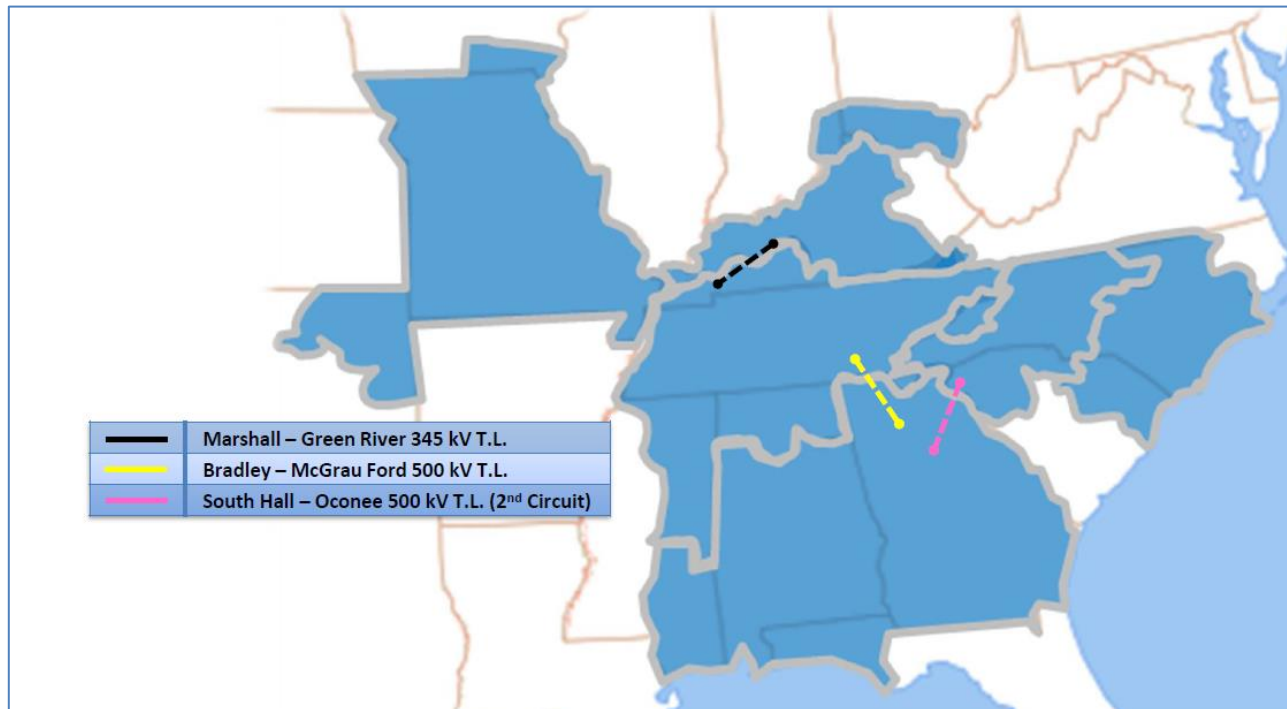 Marshall – Green River 345 kV T.L.
Bradley – McGrau Ford 500 kV T.L.
South Hall – Oconee 500 kV T.L. (2nd Circuit)